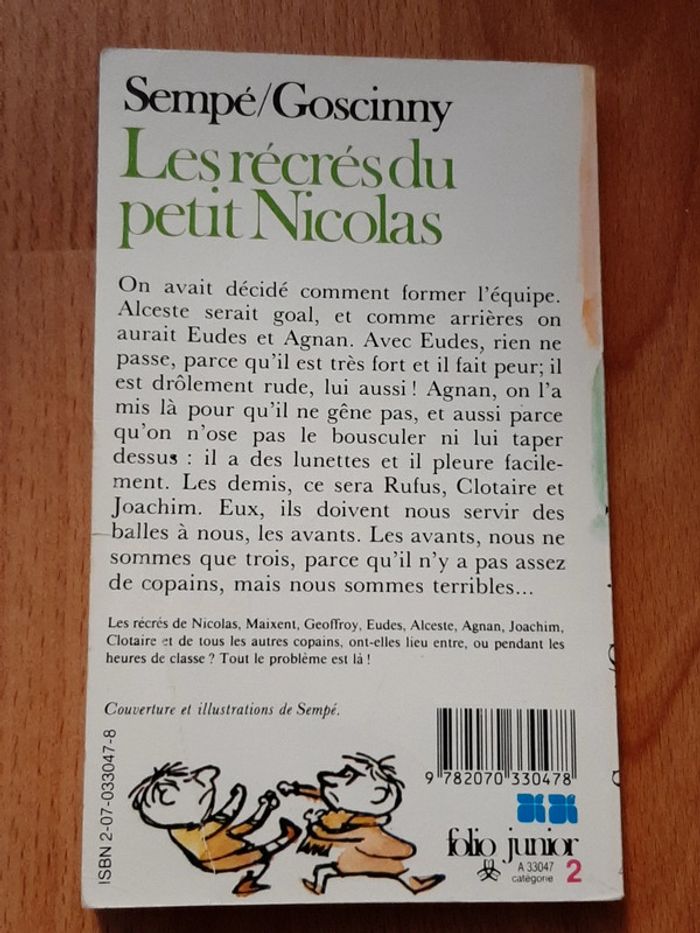 Sempé/Goscinny
Les récrés du
petit Nicolas
On avait décidé comment former l'équipe.
Alceste serait goal, et comme arrières on
aurait Eudes et Agnan. Avec Eudes, rien ne
passe, parce qu'il est très fort et il fait peur; il
est drôlement rude, lui aussi ! Agnan, on l'a
mis là pour qu'il ne gêne pas, et aussi parce
qu'on n'ose pas le bousculer ni lui taper
dessus : il a des lunettes et il pleure facile-
ment. Les demis, ce sera Rufus, Clotaire et
Joachim. Eux, ils doivent nous servir des
balles à nous, les avants. Les avants, nous ne
sommes que trois, parce qu'il n'y a pas assez
de copains, mais nous sommes terribles...
Les récrés de Nicolas, Maixent, Geoffroy, Eudes, Alceste, Agnan, Joachim,
Clotaire et de tous les autres copains, ont-elles lieu entre, ou pendant les
heures de classe ? Tout le problème est là !
Couverture et illustrations de Sempé.
ISBN 2-07-033047-8
9 782070 330478
folio junior
A 33047
catégorie 2